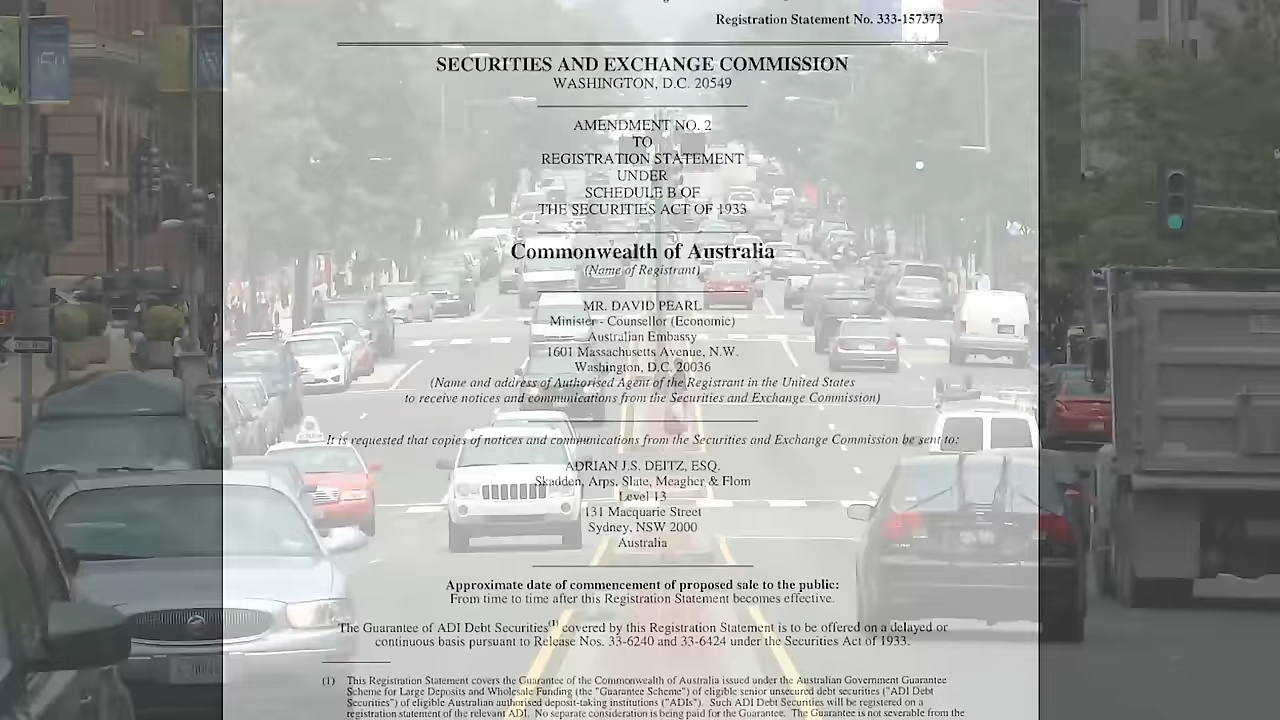 Registration Statement No. 333-157373
SECURITIES AND EXCHANGE COMMISSION
WASHINGTON, D.C. 20549
AMENDMENT NO. 2
TO
REGISTRATION STATEMENT
UNDER
SCHEDULE B OF
THE SECURITIES ACT OF 1933
Commonwealth of Australia
(Name of Registrant)
MR. DAVID PEARL
Minister - Counsellor (Economic)
Australian Embassy
1601 Massachusetts Avenue, N.W.
Washington, D.C. 20036
(Name and address of Authorised Agent of the Registrant in the United States
to receive notices and communications from the Securities and Exchange Commission)
It is requested that copies of notices and communications from the Securities and Exchange Commission be sent to:
ADRIAN J.S. DEITZ, ESQ.
Skadden, Arps, Slate, Meagher & Flom
Level 13
131 Macquarie Street
Sydney, NSW 2000
Australia
Approximate date of commencement of proposed sale to the public:
From time to time after this Registration Statement becomes effective.
The Guarantee of ADI Debt Securities(1) covered by this Registration Statement is to be offered on a delayed or
continuous basis pursuant to Release Nos. 33-6240 and 33-6424 under the Securities Act of 1933.
(1) This Registration Statement covers the Guarantee of the Commonwealth of Australia issued under the Australian Government Guarantee
Scheme for Large Deposits and Wholesale Funding (the "Guarantee Scheme") of eligible senior unsecured debt securities ("ADI Debt
Securities") of eligible Australian authorised deposit-taking institutions ("ADIs"). Such ADI Debt Securities will be registered on a
registration statement of the relevant ADI. No separate consideration is being paid for the Guarantee. The Guarantee is not severable from the